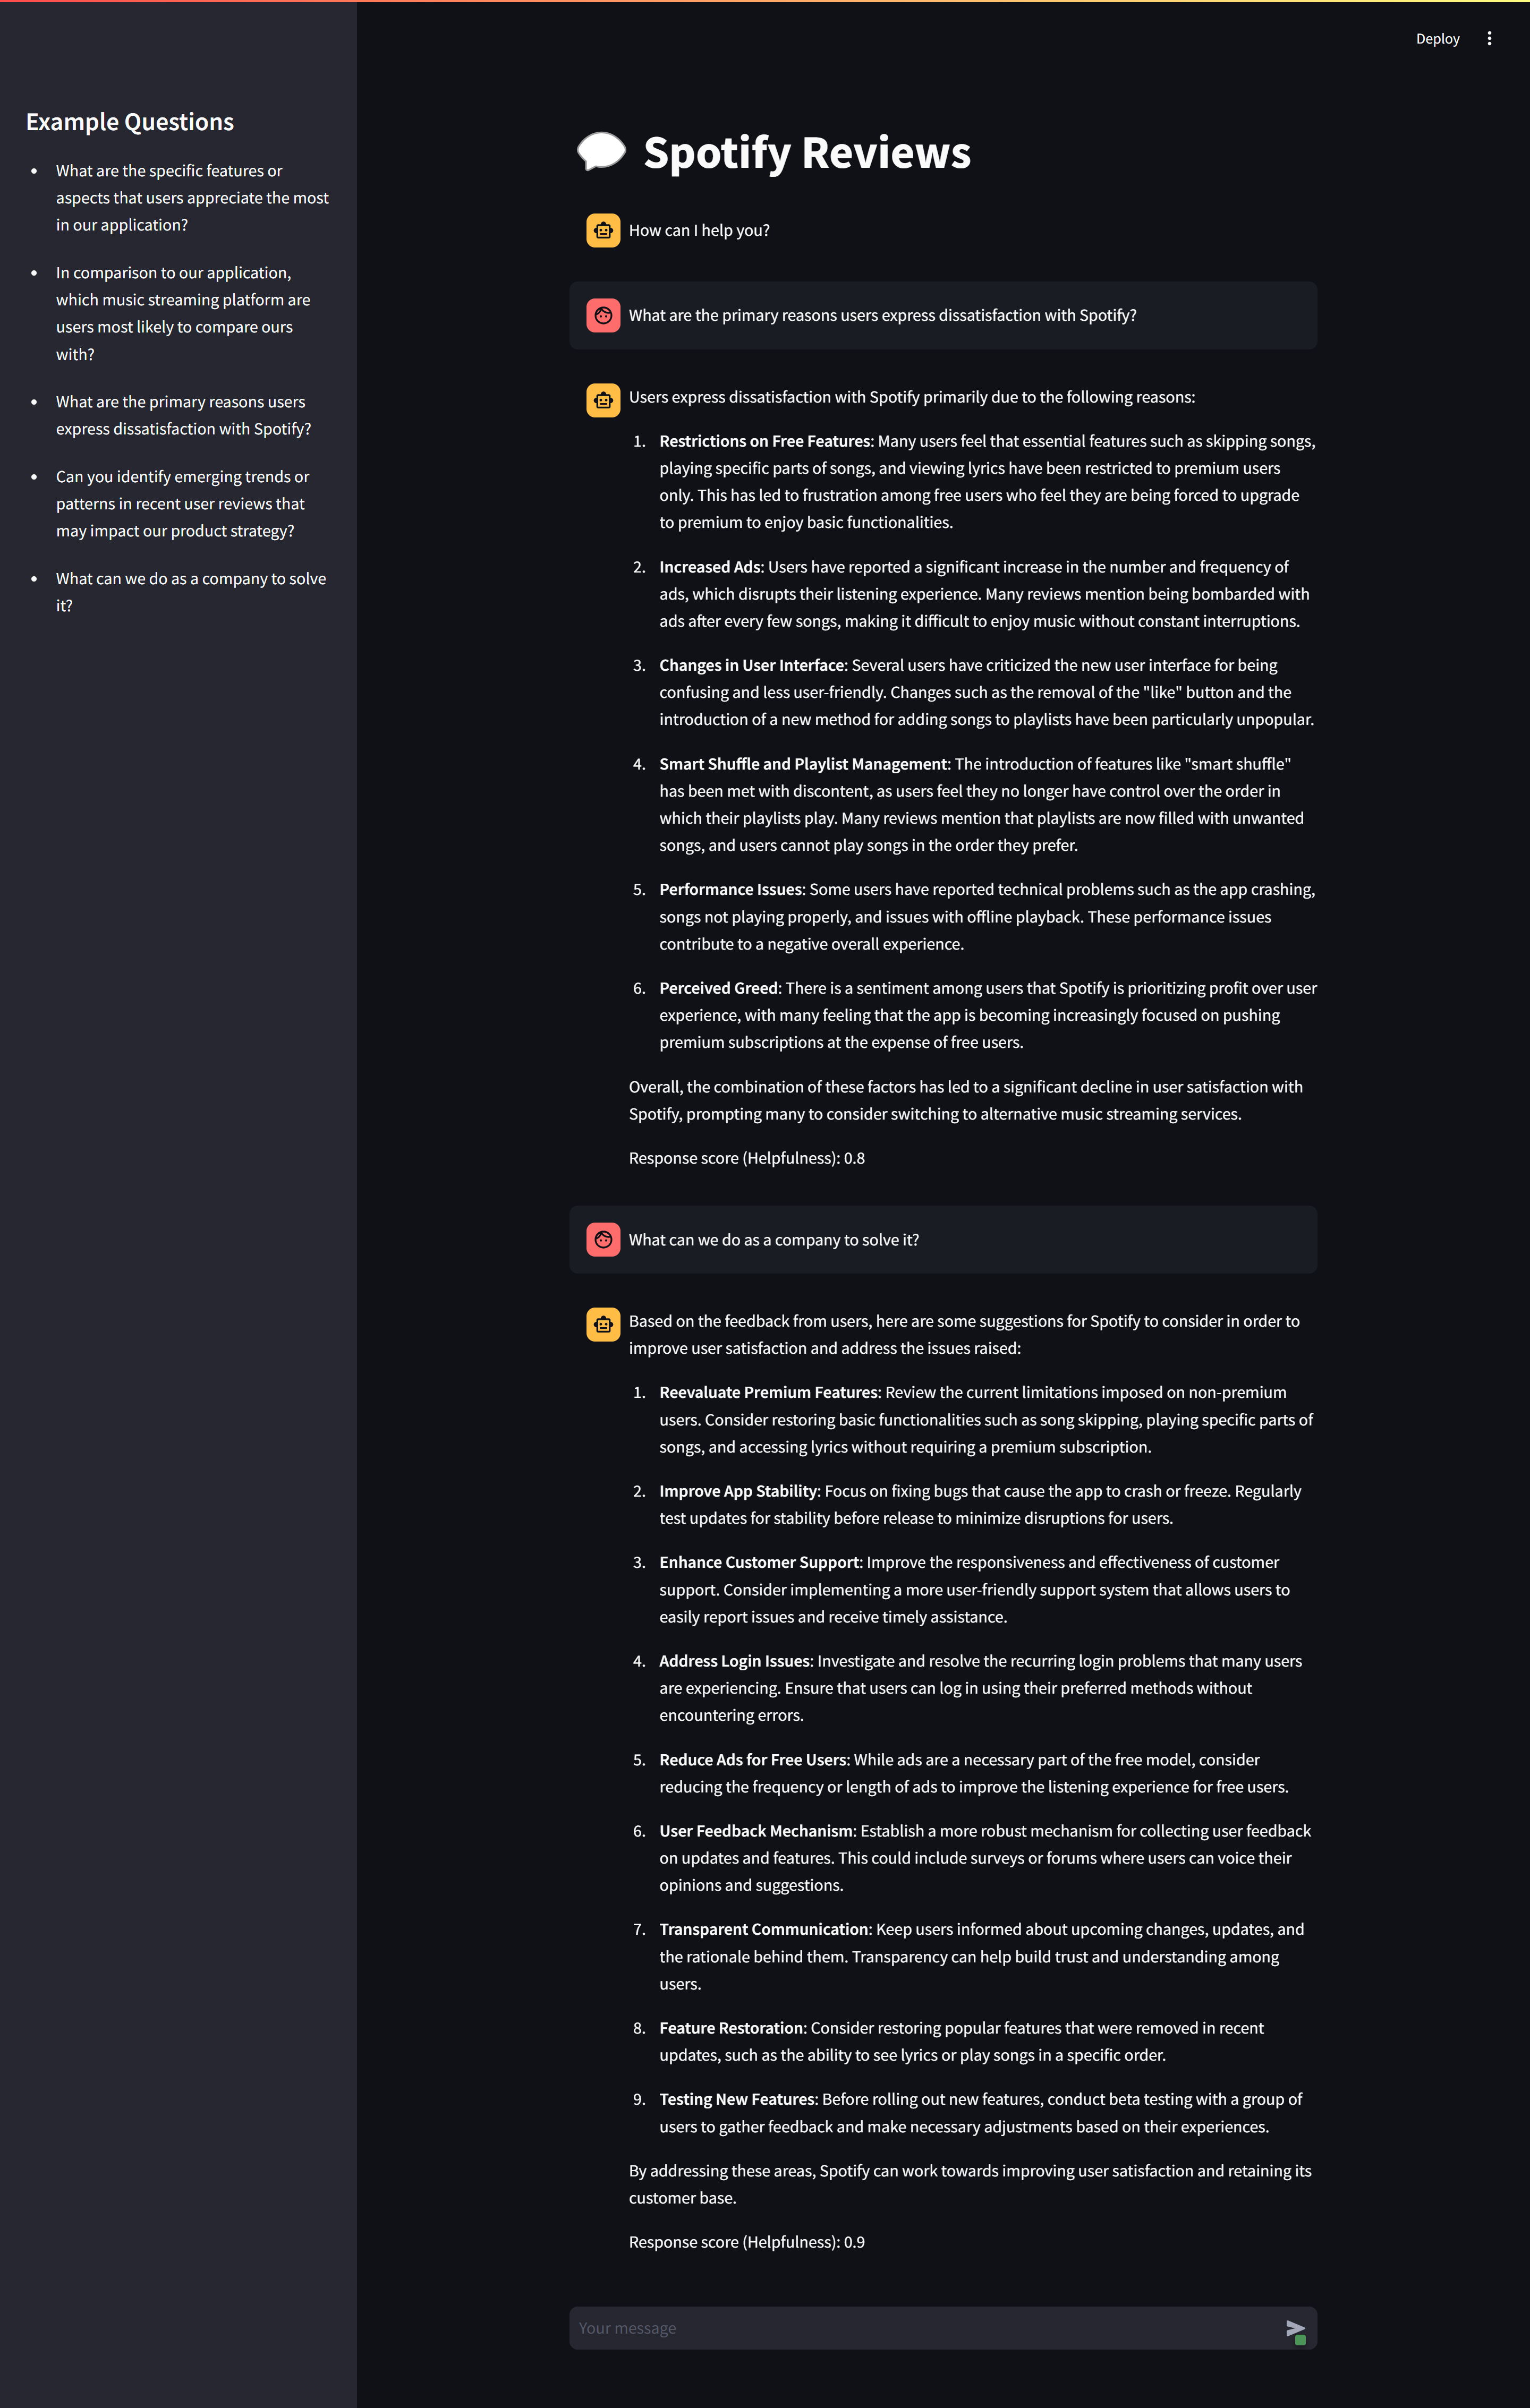 Deploy
Example Questions
• What are the specific features or
aspects that users appreciate the most
in our application?
• In comparison to our application,
which music streaming platform are
users most likely to compare ours
with?
• What are the primary reasons users
express dissatisfaction with Spotify?
• Can you identify emerging trends or
patterns in recent user reviews that
may impact our product strategy?
• What can we do as a company to solve
it?
Spotify Reviews
How can I help you?
What are the primary reasons users express dissatisfaction with Spotify?
Users express dissatisfaction with Spotify primarily due to the following reasons:
1. Restrictions on Free Features: Many users feel that essential features such as skipping songs,
playing specific parts of songs, and viewing lyrics have been restricted to premium users
only. This has led to frustration among free users who feel they are being forced to upgrade
to premium to enjoy basic functionalities.
2. Increased Ads: Users have reported a significant increase in the number and frequency of
ads, which disrupts their listening experience. Many reviews mention being bombarded with
ads after every few songs, making it difficult to enjoy music without constant interruptions.
3. Changes in User Interface: Several users have criticized the new user interface for being
confusing and less user-friendly. Changes such as the removal of the "like" button and the
introduction of a new method for adding songs to playlists have been particularly unpopular.
4. Smart Shuffle and Playlist Management: The introduction of features like "smart shuffle"
has been met with discontent, as users feel they no longer have control over the order in
which their playlists play. Many reviews mention that playlists are now filled with unwanted
songs, and users cannot play songs in the order they prefer.
5. Performance Issues: Some users have reported technical problems such as the app crashing,
songs not playing properly, and issues with offline playback. These performance issues
contribute to a negative overall experience.
6. Perceived Greed: There is a sentiment among users that Spotify is prioritizing profit over user
experience, with many feeling that the app is becoming increasingly focused on pushing
premium subscriptions at the expense of free users.
Overall, the combination of these factors has led to a significant decline in user satisfaction with
Spotify, prompting many to consider switching to alternative music streaming services.
Response score (Helpfulness): 0.8
What can we do as a company to solve it?
Based on the feedback from users, here are some suggestions for Spotify to consider in order to
improve user satisfaction and address the issues raised:
1. Reevaluate Premium Features: Review the current limitations imposed on non-premium
users. Consider restoring basic functionalities such as song skipping, playing specific parts of
songs, and accessing lyrics without requiring a premium subscription.
2. Improve App Stability: Focus on fixing bugs that cause the app to crash or freeze. Regularly
test updates for stability before release to minimize disruptions for users.
3. Enhance Customer Support: Improve the responsiveness and effectiveness of customer
support. Consider implementing a more user-friendly support system that allows users to
easily report issues and receive timely assistance.
4. Address Login Issues: Investigate and resolve the recurring login problems that many users
are experiencing. Ensure that users can log in using their preferred methods without
encountering errors.
5. Reduce Ads for Free Users: While ads are a necessary part of the free model, consider
reducing the frequency or length of ads to improve the listening experience for free users.
6. User Feedback Mechanism: Establish a more robust mechanism for collecting user feedback
on updates and features. This could include surveys or forums where users can voice their
opinions and suggestions.
7. Transparent Communication: Keep users informed about upcoming changes, updates, and
the rationale behind them. Transparency can help build trust and understanding among
users.
8. Feature Restoration: Consider restoring popular features that were removed in recent
updates, such as the ability to see lyrics or play songs in a specific order.
9. Testing New Features: Before rolling out new features, conduct beta testing with a group of
users to gather feedback and make necessary adjustments based on their experiences.
By addressing these areas, Spotify can work towards improving user satisfaction and retaining its
customer base.
Response score (Helpfulness): 0.9
Your message